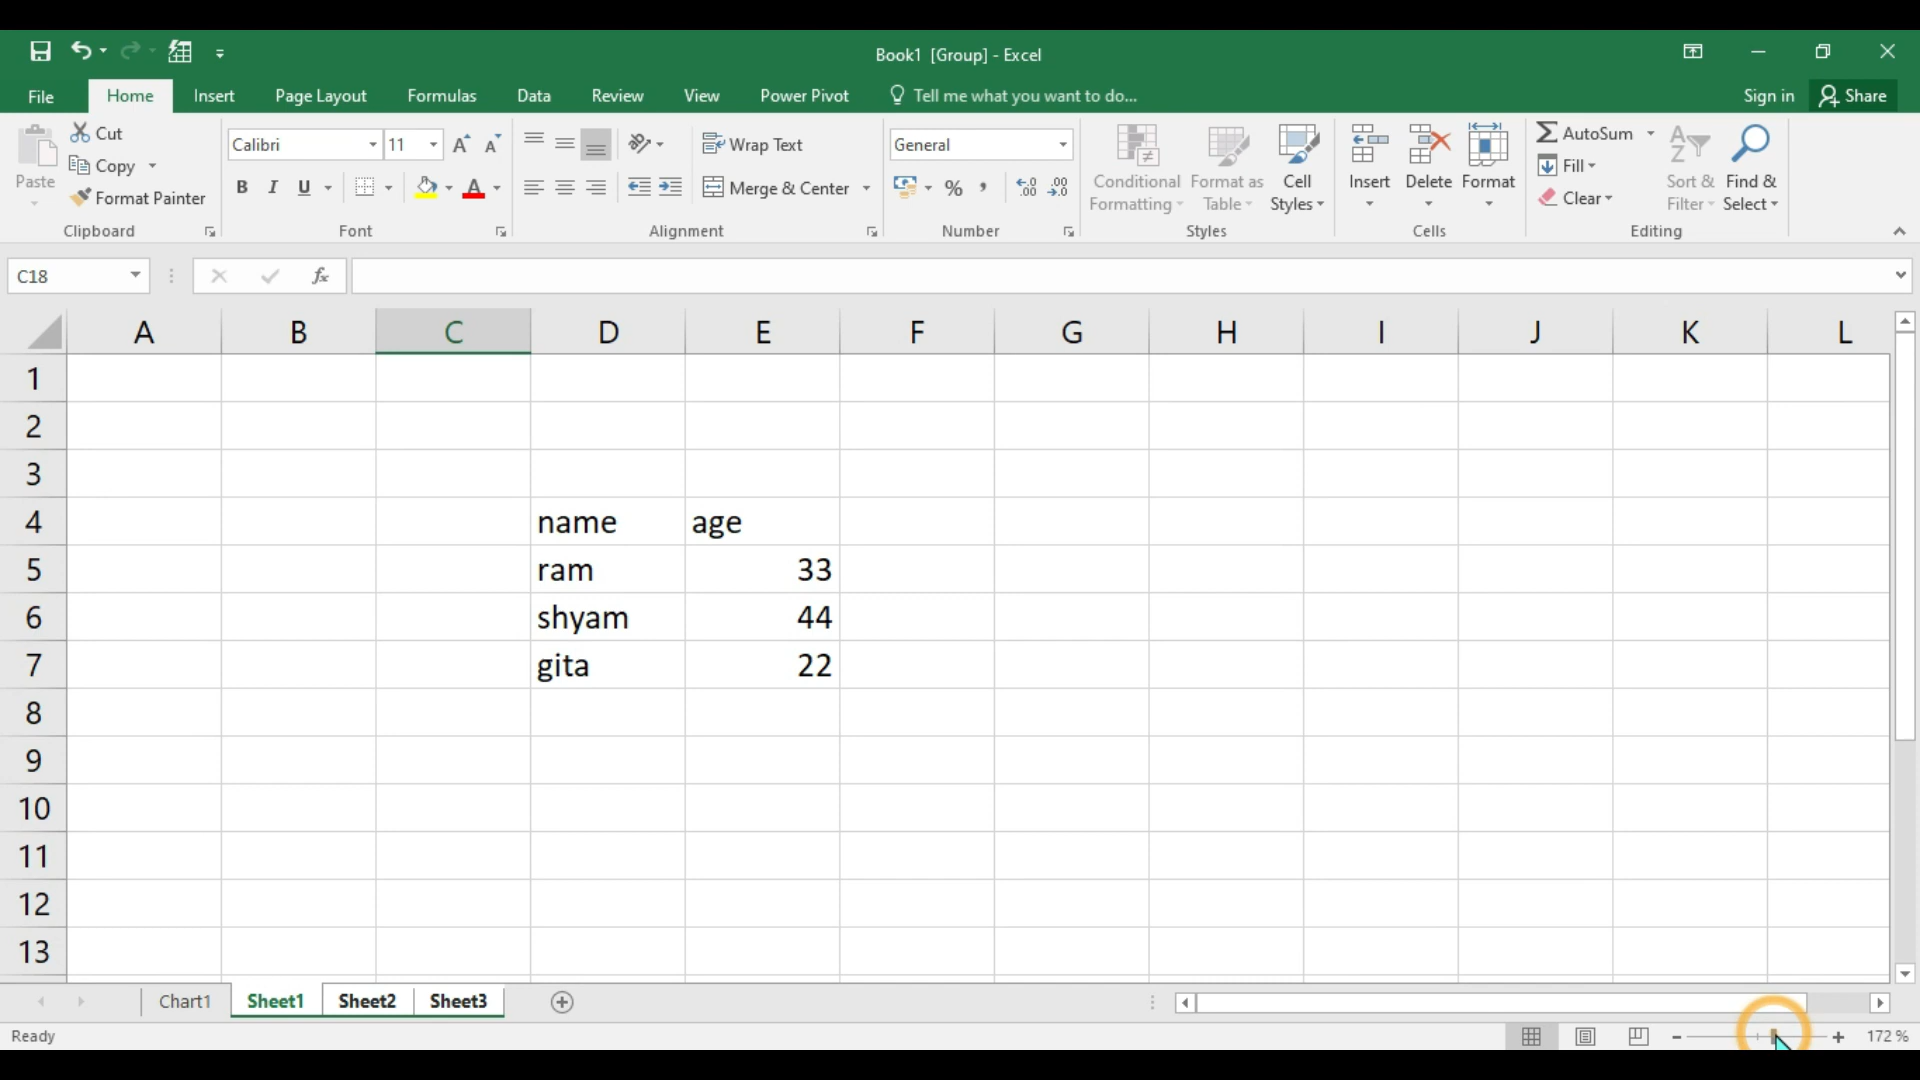 Book1 [Group] - Excel
File Home Insert Page Layout Formulas Data Review View Power Pivot Tell me what you want to do... Sign in Share
Paste Cut Copy Format Painter Clipboard
Calibri 11 B I U A Font
Wrap Text Merge & Center Alignment
General % Number
Conditional Formatting Format as Table Cell Styles Styles
Insert Delete Format Cells
AutoSum Fill Clear Sort & Filter Find & Select Editing
C18 fx
A B C D E F G H I J K L
1
2
3
4 name age
5 ram 33
6 shyam 44
7 gita 22
8
9
10
11
12
13
Chart1 Sheet1 Sheet2 Sheet3
Ready 172 %